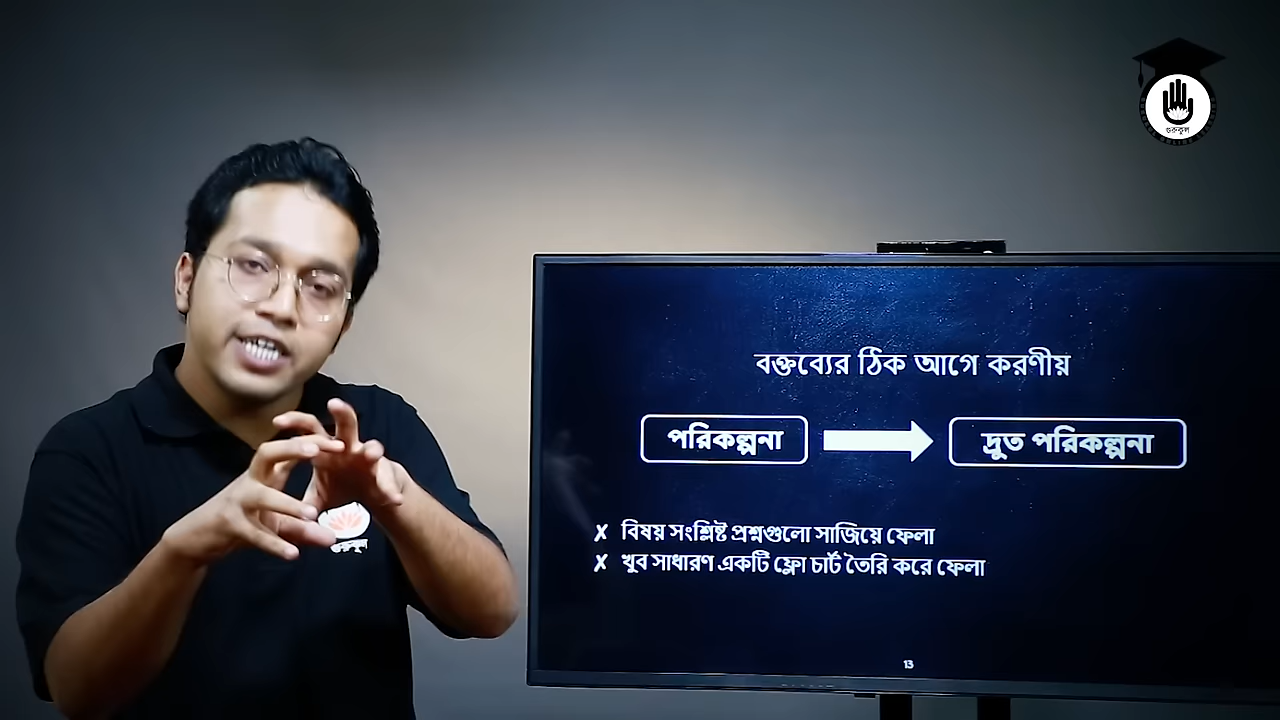 গুরুকুল
বক্তব্যের ঠিক আগে করণীয়
পরিকল্পনা
দ্রুত পরিকল্পনা
✗ বিষয় সংশ্লিষ্ট প্রশ্নগুলো সাজিয়ে ফেলা
✗ খুব সাধারণ একটি ফ্লো চার্ট তৈরি করে ফেলা
13
গুরুকুল